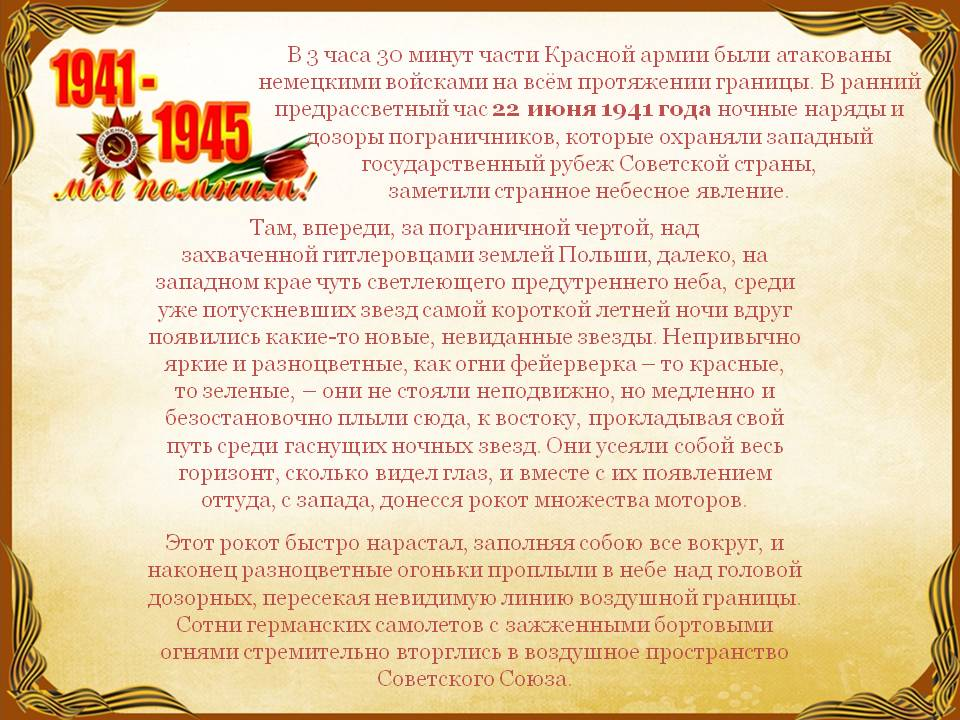 1941 -
1945
мы помним!
В 3 часа 30 минут части Красной армии были атакованы
немецкими войсками на всём протяжении границы. В ранний
предрассветный час 22 июня 1941 года ночные наряды и
дозоры пограничников, которые охраняли западный
государственный рубеж Советской страны,
заметили странное небесное явление.
Там, впереди, за пограничной чертой, над
захваченной гитлеровцами землей Польши, далеко, на
западном крае чуть светлеющего предутреннего неба, среди
уже потускневших звезд самой короткой летней ночи вдруг
появились какие-то новые, невиданные звезды. Непривычно
яркие и разноцветные, как огни фейерверка – то красные,
то зеленые, – они не стояли неподвижно, но медленно и
безостановочно плыли сюда, к востоку, прокладывая свой
путь среди гаснущих ночных звезд. Они усеяли собой весь
горизонт, сколько видел глаз, и вместе с их появлением
оттуда, с запада, донесся рокот множества моторов.
Этот рокот быстро нарастал, заполняя собою все вокруг, и
наконец разноцветные огоньки проплыли в небе над головой
дозорных, пересекая невидимую линию воздушной границы.
Сотни германских самолетов с зажженными бортовыми
огнями стремительно вторглись в воздушное пространство
Советского Союза.